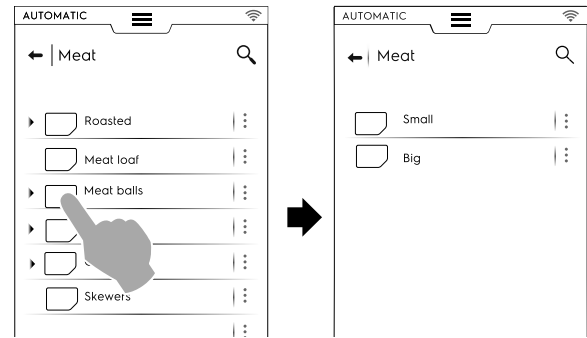 AUTOMATIC
Meat
Roasted
Meat loaf
Meat balls
Skewers
AUTOMATIC
Meat
Small
Big